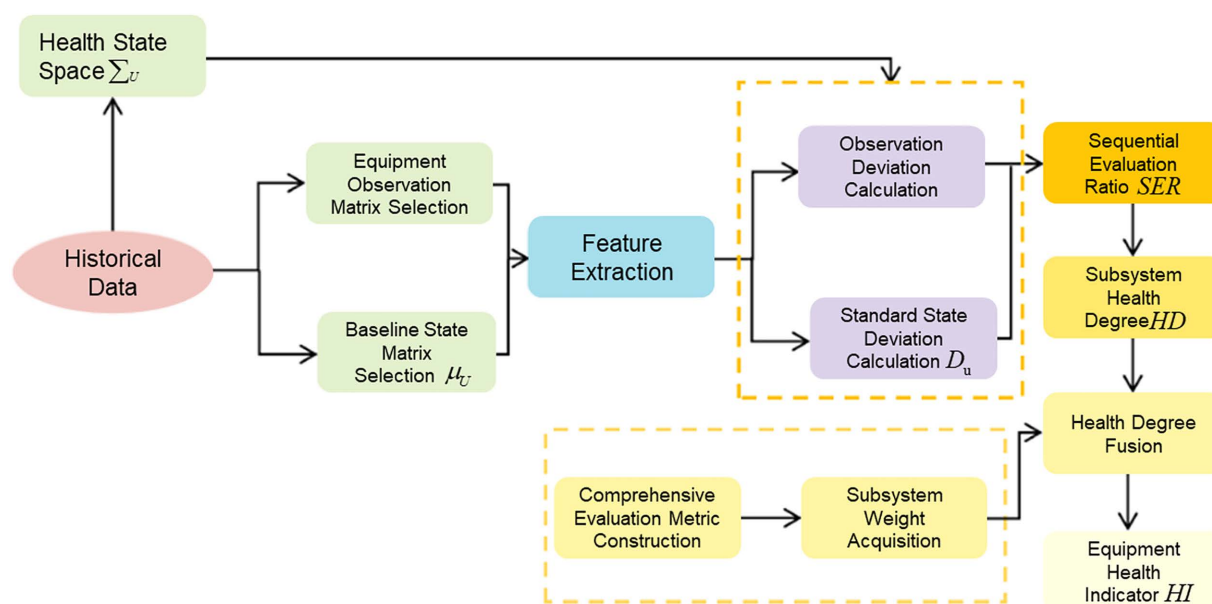 Health State
Space ∑U
Equipment
Observation
Matrix Selection
Observation
Deviation
Calculation
Sequential
Evaluation
Ratio SER
Historical
Data
Feature
Extraction
Subsystem
Health
DegreeHD
Baseline State
Matrix
Selection μU
Standard State
Deviation
Calculation Du
Health Degree
Fusion
Comprehensive
Evaluation Metric
Construction
Subsystem
Weight
Acquisition
Equipment
Health
Indicator HI